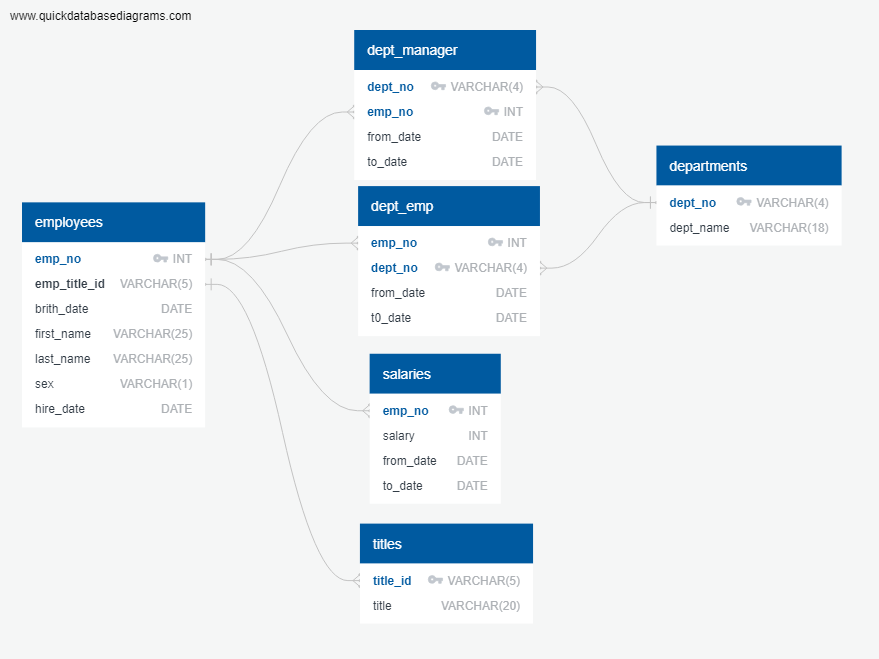 www.quickdatabasediagrams.com
dept_manager
dept_no VARCHAR(4)
emp_no INT
from_date DATE
to_date DATE
departments
dept_no VARCHAR(4)
dept_name VARCHAR(18)
dept_emp
emp_no INT
dept_no VARCHAR(4)
from_date DATE
t0_date DATE
employees
emp_no INT
emp_title_id VARCHAR(5)
brith_date DATE
first_name VARCHAR(25)
last_name VARCHAR(25)
sex VARCHAR(1)
hire_date DATE
salaries
emp_no INT
salary INT
from_date DATE
to_date DATE
titles
title_id VARCHAR(5)
title VARCHAR(20)